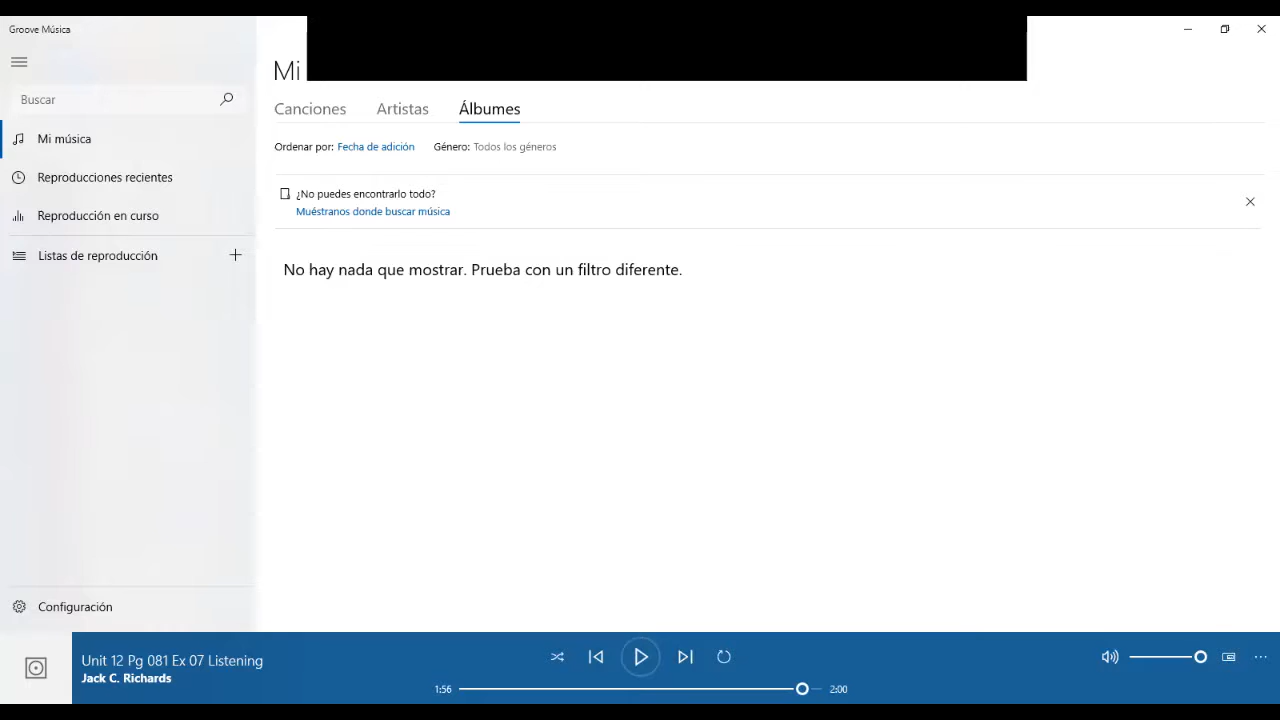 Groove Música
Mi
Buscar
Canciones Artistas Álbumes
Mi música
Ordenar por: Fecha de adición Género: Todos los géneros
Reproducciones recientes
¿No puedes encontrarlo todo?
Muéstranos donde buscar música
Reproducción en curso
Listas de reproducción
No hay nada que mostrar. Prueba con un filtro diferente.
Configuración
Unit 12 Pg 081 Ex 07 Listening
Jack C. Richards
1:56 2:00